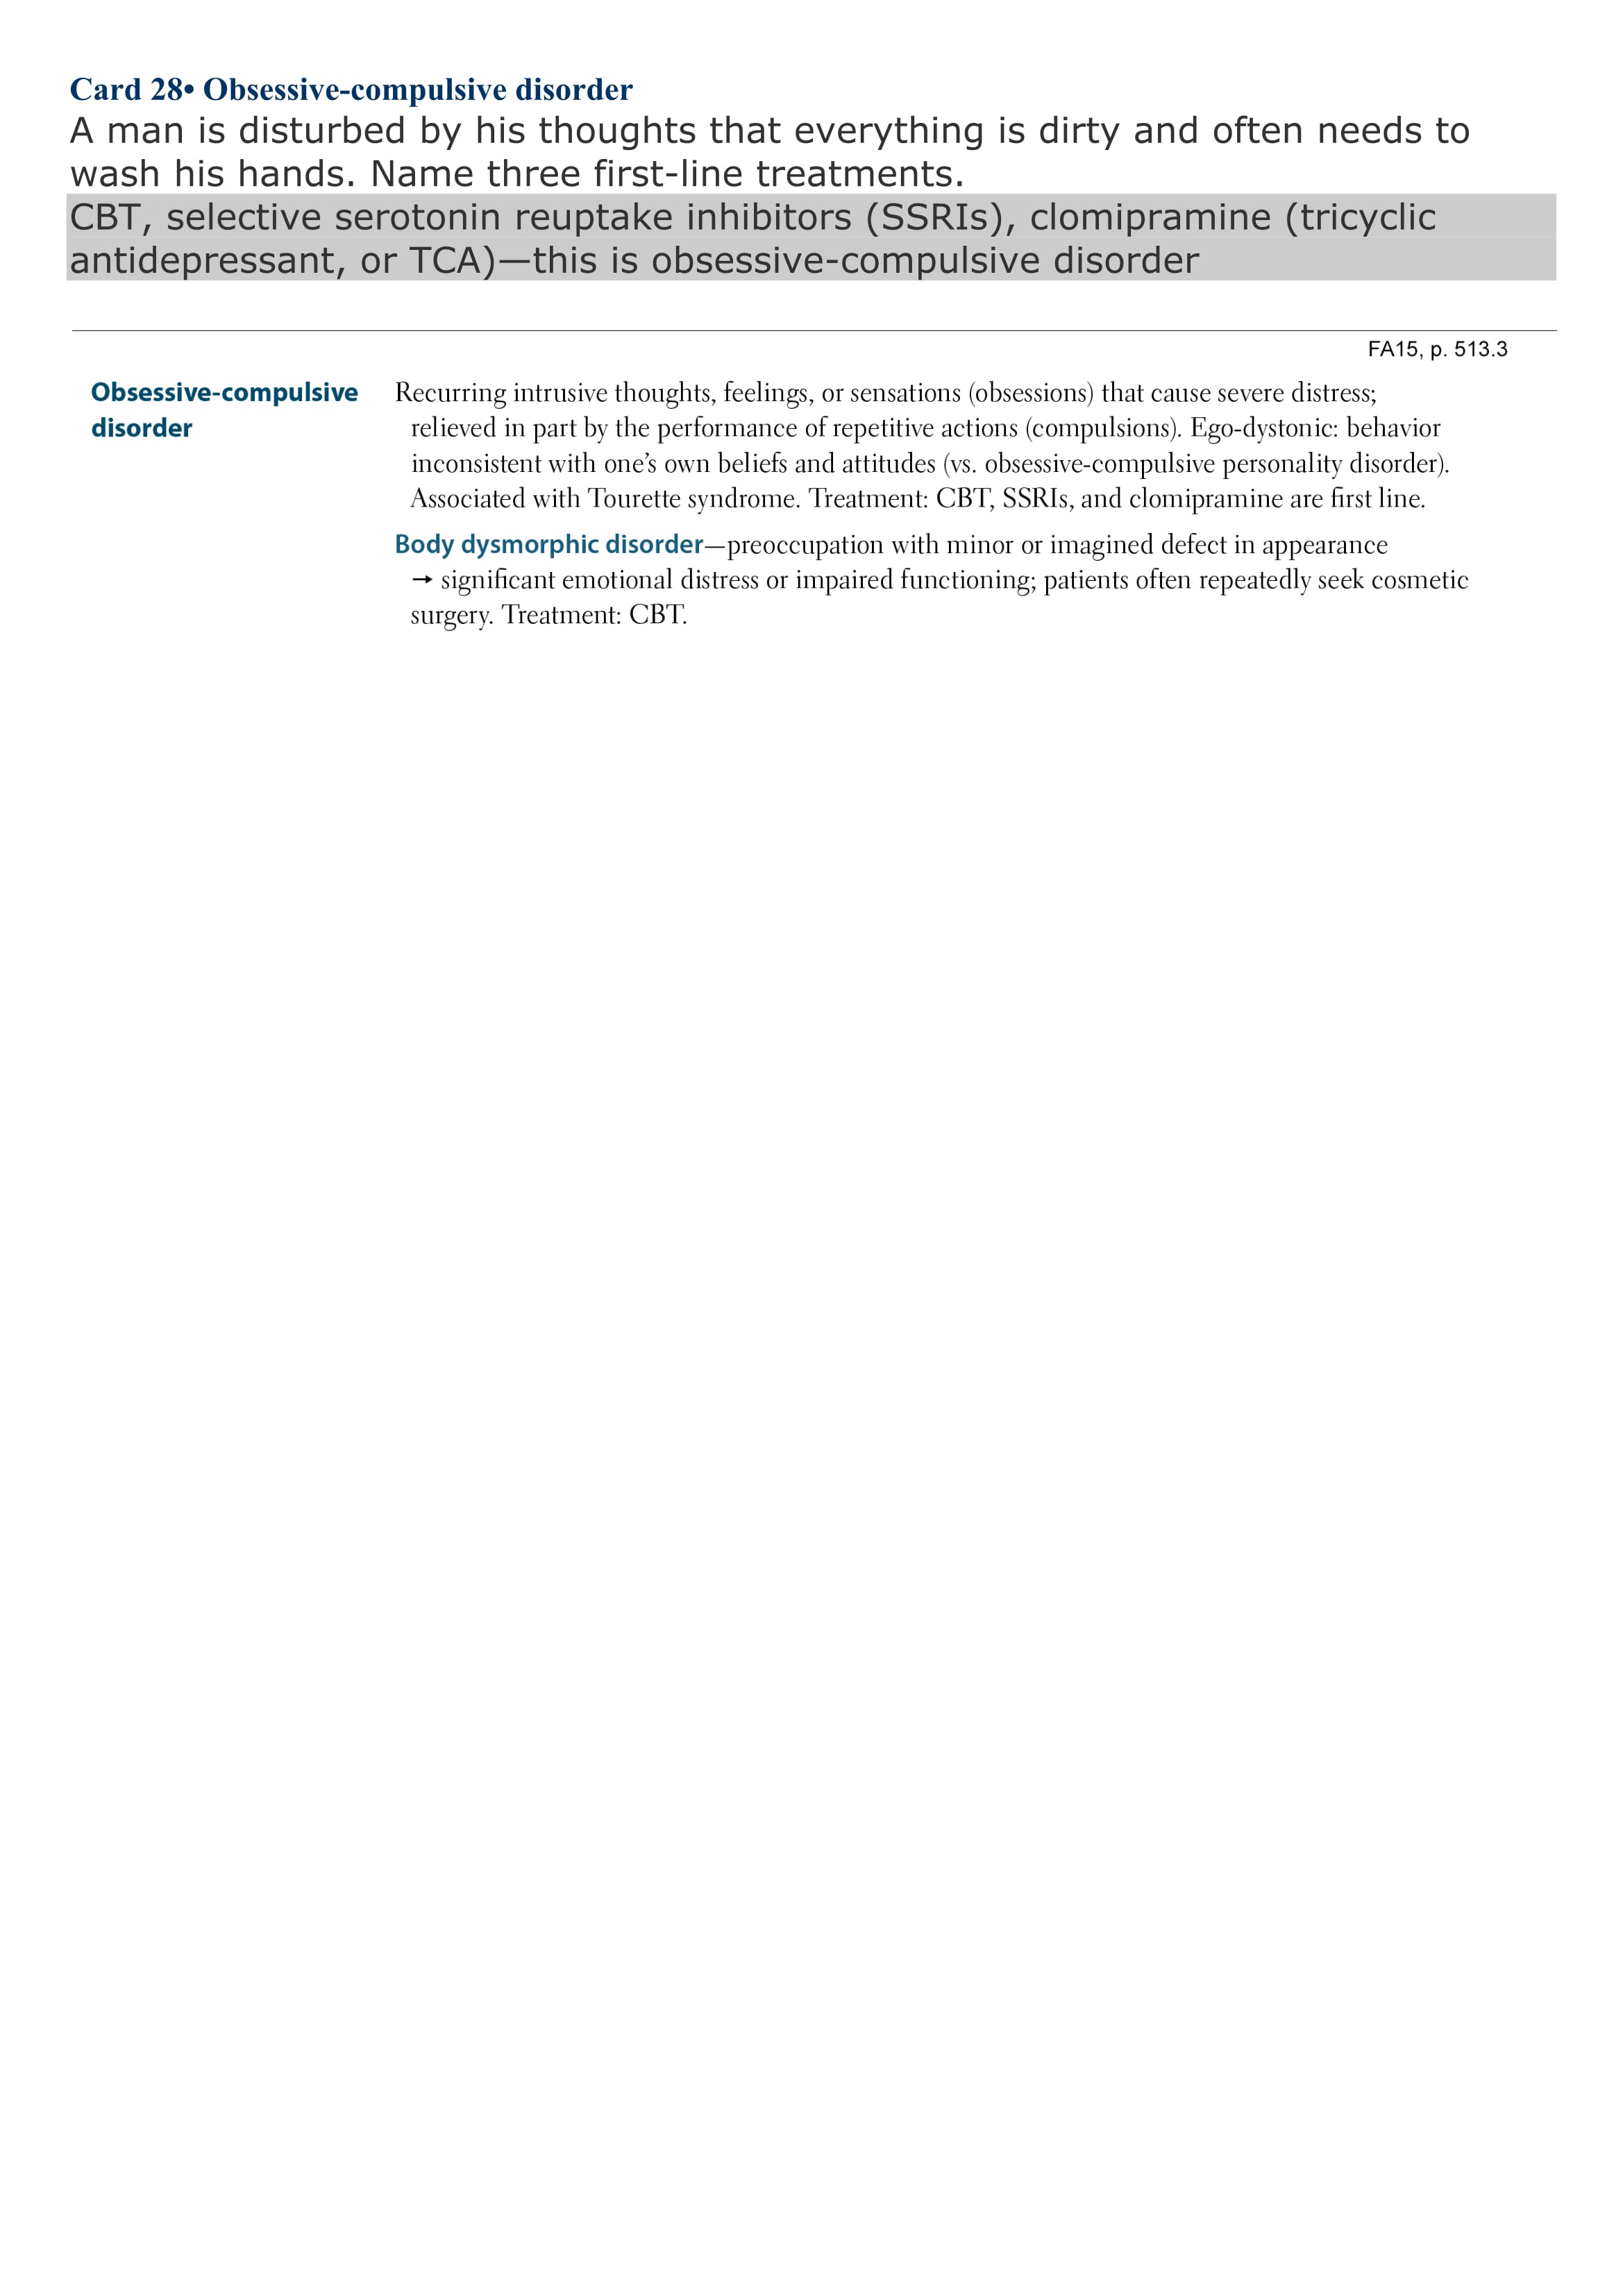 Card 28• Obsessive-compulsive disorder
A man is disturbed by his thoughts that everything is dirty and often needs to
wash his hands. Name three first-line treatments.
CBT, selective serotonin reuptake inhibitors (SSRIs), clomipramine (tricyclic
antidepressant, or TCA)—this is obsessive-compulsive disorder
FA15, p. 513.3
Obsessive-compulsive
disorder
Recurring intrusive thoughts, feelings, or sensations (obsessions) that cause severe distress;
relieved in part by the performance of repetitive actions (compulsions). Ego-dystonic: behavior
inconsistent with one’s own beliefs and attitudes (vs. obsessive-compulsive personality disorder).
Associated with Tourette syndrome. Treatment: CBT, SSRIs, and clomipramine are first line.
Body dysmorphic disorder—preoccupation with minor or imagined defect in appearance
→ significant emotional distress or impaired functioning; patients often repeatedly seek cosmetic
surgery. Treatment: CBT.